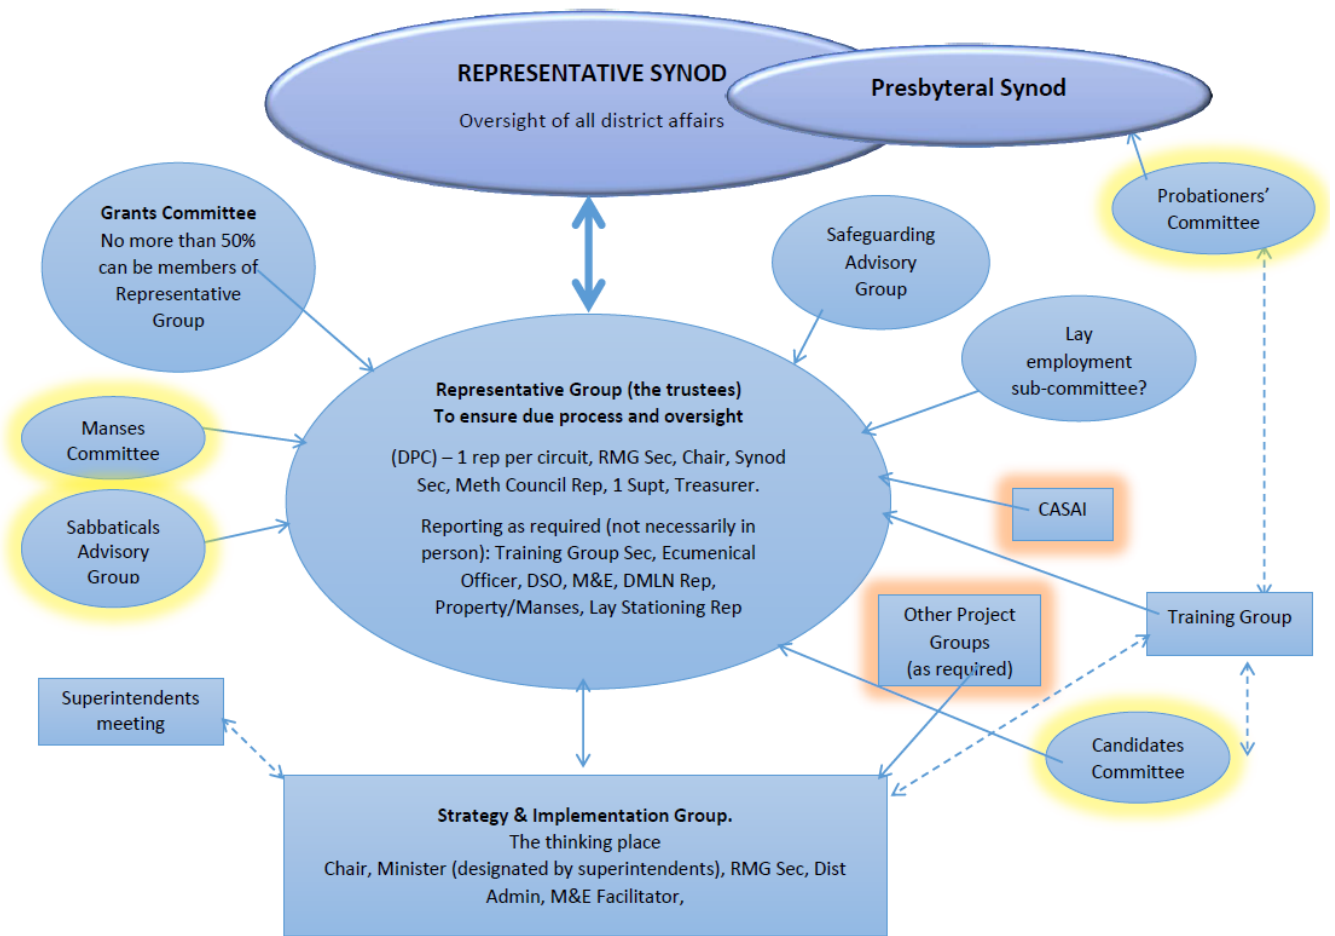 REPRESENTATIVE SYNOD
Oversight of all district affairs
Presbyteral Synod
Probationers’
Committee
Grants Committee
No more than 50%
can be members of
Representative
Group
Safeguarding
Advisory
Group
Lay
employment
sub-committee?
Manses
Committee
Sabbaticals
Advisory
Group
Representative Group (the trustees)
To ensure due process and oversight
(DPC) – 1 rep per circuit, RMG Sec, Chair, Synod
Sec, Meth Council Rep, 1 Supt, Treasurer.
Reporting as required (not necessarily in
person): Training Group Sec, Ecumenical
Officer, DSO, M&E, DMLN Rep,
Property/Manses, Lay Stationing Rep
CASAI
Other Project
Groups
(as required)
Training Group
Superintendents
meeting
Candidates
Committee
Strategy & Implementation Group.
The thinking place
Chair, Minister (designated by superintendents), RMG Sec, Dist
Admin, M&E Facilitator,